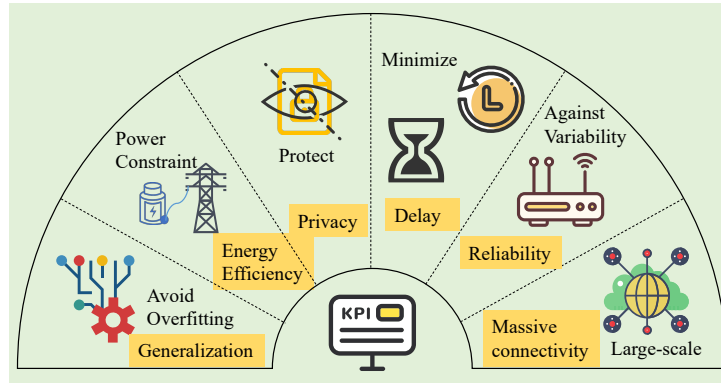 Minimize
Against
Variability
Power
Constraint
Protect
Privacy
Delay
Energy
Efficiency
Reliability
Avoid
Overfitting
Generalization
KPI
Massive
connectivity
Large-scale